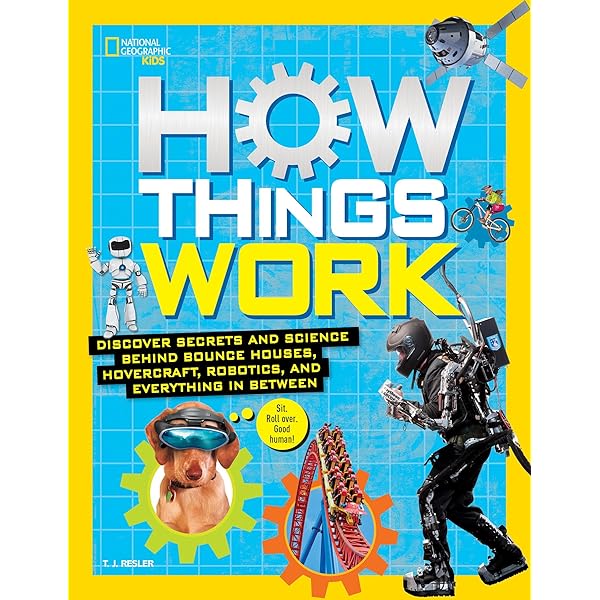 NATIONAL
GEOGRAPHIC
KiDS
HOW
THINGS
WORK
DISCOVER SECRETS AND SCIENCE
BEHIND BOUNCE HOUSES,
HOVERCRAFT, ROBOTICS, AND
EVERYTHING IN BETWEEN
Sit.
Roll over.
Good
human!
T. J. RESLER